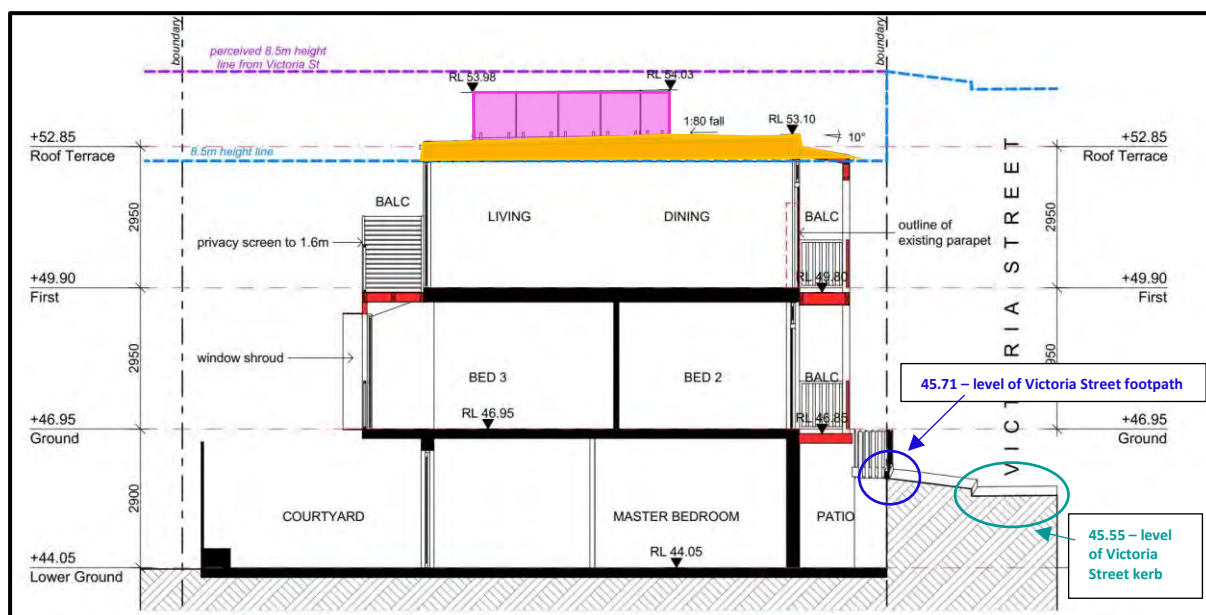 boundary
boundary
perceived 8.5m height
line from Victoria St
RL 53.98
RL 54.03
1:80 fall
RL 53.10
10°
+52.85
Roof Terrace
8.5m height line
+52.85
Roof Terrace
BALC
LIVING
DINING
BALC
2950
2950
privacy screen to 1.6m
outline of
existing parapet
RL 49.80
+49.90
First
+49.90
First
VICTORIA STREET
window shroud
2950
BED 3
BED 2
BALC
45.71 – level of Victoria Street footpath
RL 46.95
RL 46.85
+46.95
Ground
+46.95
Ground
2900
COURTYARD
MASTER BEDROOM
PATIO
45.55 – level
of Victoria
Street kerb
+44.05
Lower Ground
RL 44.05